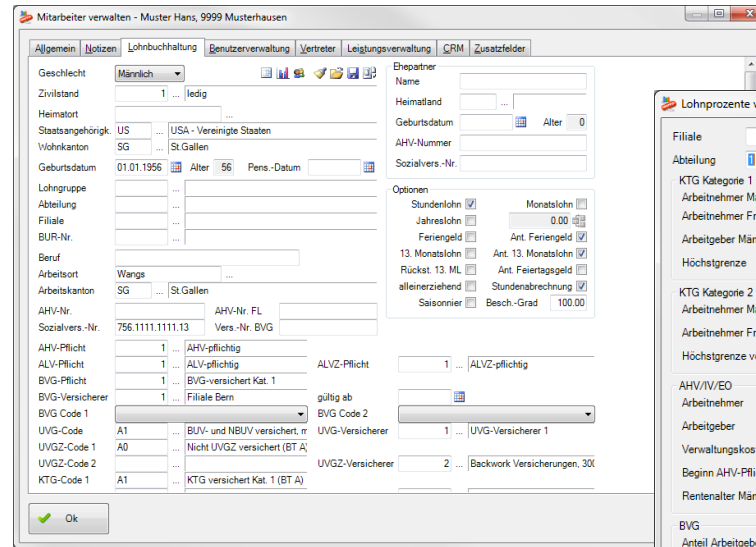 Mitarbeiter verwalten - Muster Hans, 9999 Musterhausen
Allgemein Notizen Lohnbuchhaltung Benutzerverwaltung Vertreter Leistungsverwaltung CRM Zusatzfelder
Geschlecht Männlich
Zivilstand 1 ... ledig
Heimatort ...
Staatsangehörigk. US ... USA - Vereinigte Staaten
Wohnkanton SG ... St.Gallen
Geburtsdatum 01.01.1956 Alter 56 Pens.-Datum
Lohngruppe ...
Abteilung ...
Filiale ...
BUR-Nr. ...
Beruf
Arbeitsort Wangs ...
Arbeitskanton SG ... St.Gallen
AHV-Nr. AHV-Nr. FL
Sozialvers.-Nr. 756.1111.1111.13 Vers.-Nr. BVG
AHV-Pflicht 1 ... AHV-pflichtig
ALV-Pflicht 1 ... ALV-pflichtig ALVZ-Pflicht 1 ... ALVZ-pflichtig
BVG-Pflicht 1 ... BVG-versichert Kat. 1
BVG-Versicherer 1 ... Filiale Bern gültig ab
BVG Code 1 BVG Code 2
UVG-Code A1 ... BUV- und NBUV versichert, m UVG-Versicherer 1 ... UVG-Versicherer 1
UVGZ-Code 1 A0 ... Nicht UVGZ versichert (BT A)
UVGZ-Code 2 ... UVGZ-Versicherer 2 ... Backwork Versicherungen, 300
KTG-Code 1 A1 ... KTG versichert Kat. 1 (BT A)
Ok
Ehepartner
Name
Heimatland ...
Geburtsdatum Alter 0
AHV-Nummer
Sozialvers.-Nr.
Optionen
Stundenlohn Monatslohn
Jahreslohn 0.00
Feriengeld Ant. Feriengeld
13. Monatslohn Ant. 13. Monatslohn
Rückst. 13. ML Ant. Feiertagsgeld
alleinerziehend Stundenabrechnung
Saisonnier Besch.-Grad 100.00
Lohnprozente v
Filiale
Abteilung 1
KTG Kategorie 1
Arbeitnehmer Mä
Arbeitnehmer Fr
Arbeitgeber Män
Höchstgrenze
KTG Kategorie 2
Arbeitnehmer Mä
Arbeitnehmer Fr
Höchstgrenze ve
AHV/IV/EO
Arbeitnehmer
Arbeitgeber
Verwaltungskos
Beginn AHV-Pfli
Rentenalter Män
BVG
Anteil Arbeitgeb